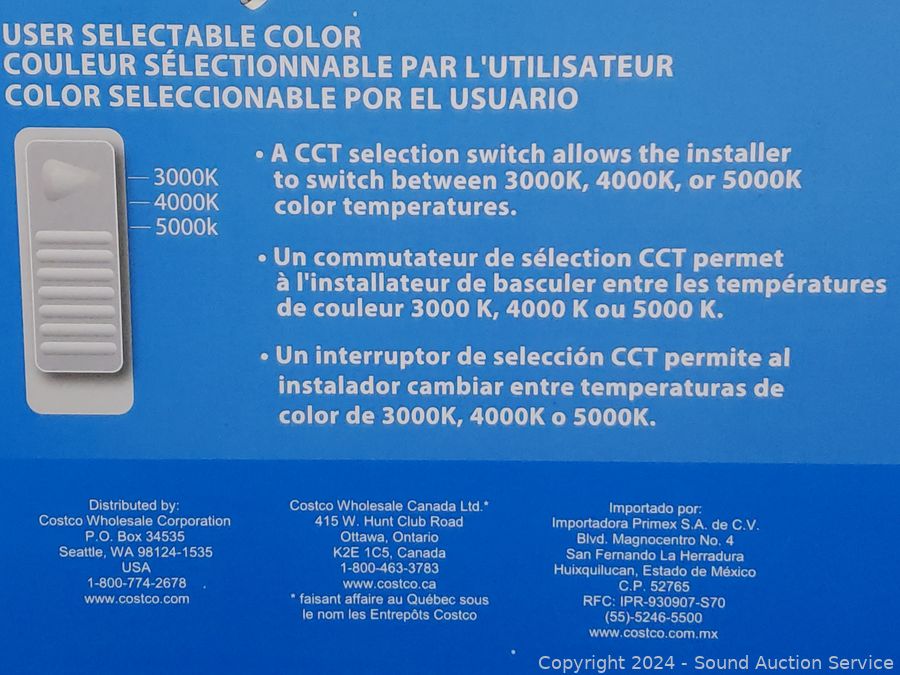 USER SELECTABLE COLOR
COULEUR SÉLECTIONNABLE PAR L'UTILISATEUR
COLOR SELECCIONABLE POR EL USUARIO
3000K
4000K
5000k
• A CCT selection switch allows the installer
to switch between 3000K, 4000K, or 5000K
color temperatures.
• Un commutateur de sélection CCT permet
à l'installateur de basculer entre les températures
de couleur 3000 K, 4000 K ou 5000 K.
• Un interruptor de selección CCT permite al
instalador cambiar entre temperaturas de
color de 3000K, 4000K o 5000K.
Distributed by:
Costco Wholesale Corporation
P.O. Box 34535
Seattle, WA 98124-1535
USA
1-800-774-2678
www.costco.com
Costco Wholesale Canada Ltd.*
415 W. Hunt Club Road
Ottawa, Ontario
K2E 1C5, Canada
1-800-463-3783
www.costco.ca
* faisant affaire au Québec sous
le nom les Entrepôts Costco
Importado por:
Importadora Primex S.A. de C.V.
Blvd. Magnocentro No. 4
San Fernando La Herradura
Huixquilucan, Estado de México
C.P. 52765
RFC: IPR-930907-S70
(55)-5246-5500
www.costco.com.mx
Copyright 2024 - Sound Auction Service